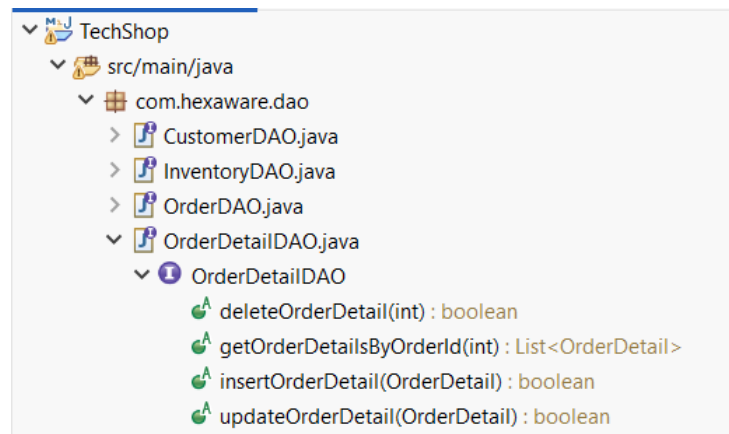 TechShop
src/main/java
com.hexaware.dao
CustomerDAO.java
InventoryDAO.java
OrderDAO.java
OrderDetailDAO.java
OrderDetailDAO
deleteOrderDetail(int) : boolean
getOrderDetailsByOrderId(int) : List<OrderDetail>
insertOrderDetail(OrderDetail) : boolean
updateOrderDetail(OrderDetail) : boolean